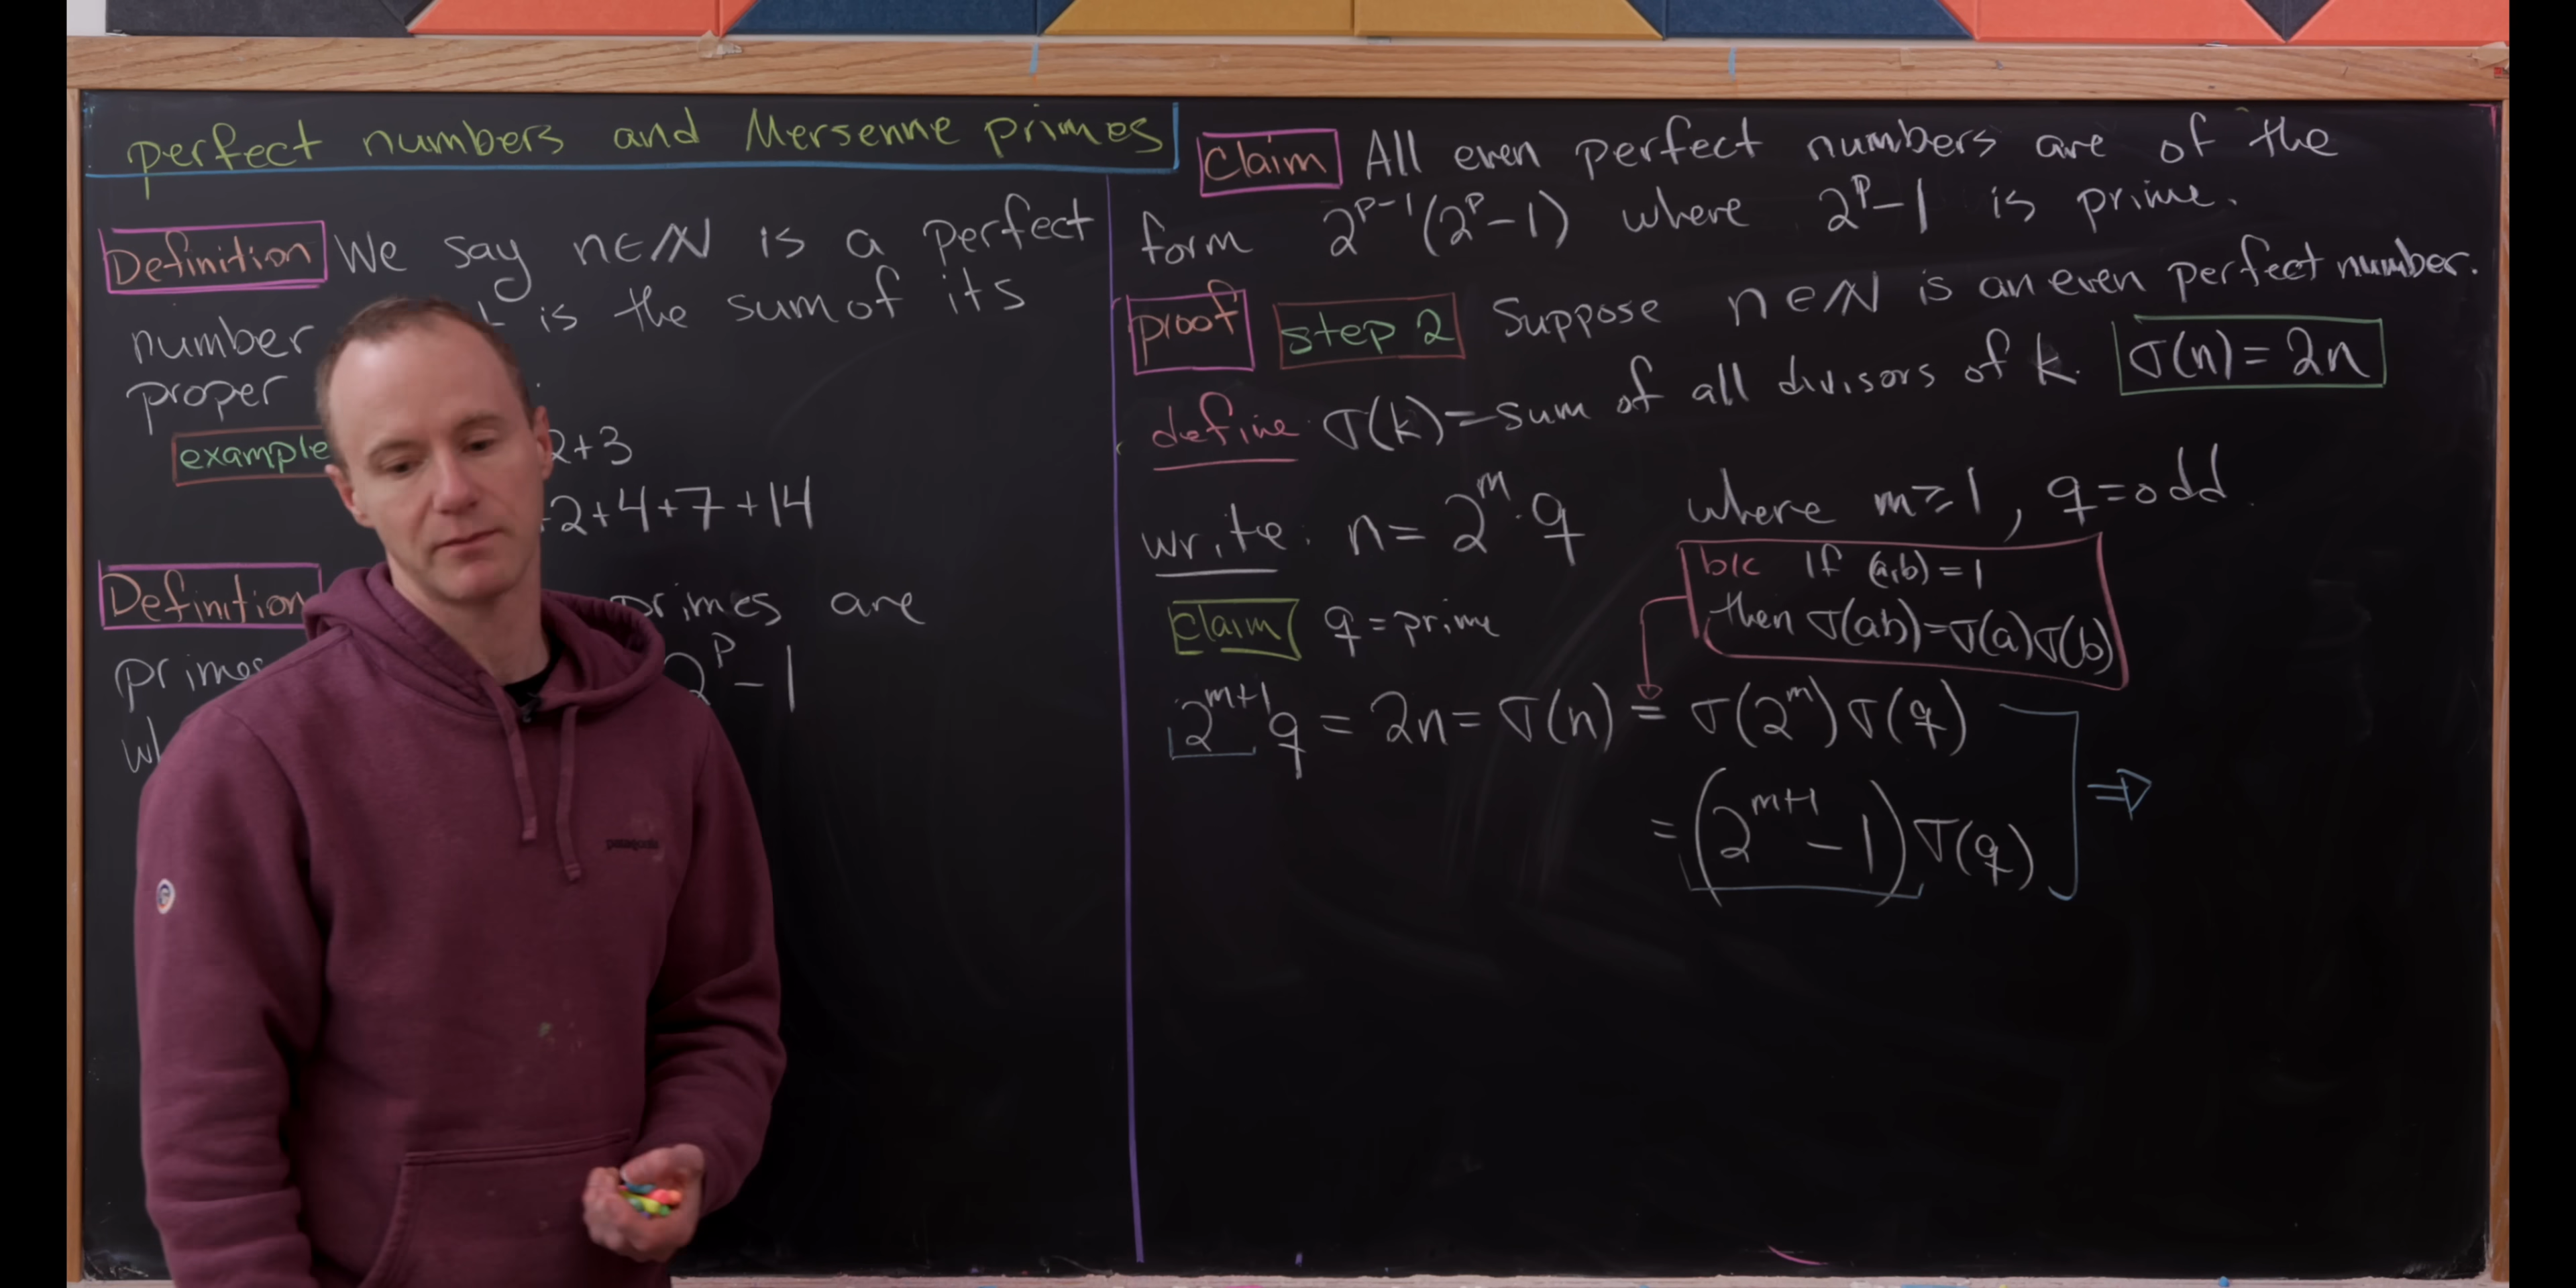 perfect numbers and Mersenne primes
Definition We say n∈ℕ is a perfect
number is the sum of its
proper
example 2+3
+2+4+7+14
Definition primes are
primes 2^p-1
Claim All even perfect numbers are of the
form 2^{p-1}(2^p-1) where 2^p-1 is prime.
proof step 2 Suppose n∈ℕ is an even perfect number.
define: σ(k)=sum of all divisors of k. σ(n)=2n
write: n=2^m·q where m≥1, q=odd.
b/c If (a,b)=1
then σ(ab)=σ(a)σ(b)
claim q=prime
2^{m+1}q=2n=σ(n)=σ(2^m)σ(q)
=(2^{m+1}-1)σ(q) ⇒
patagonia